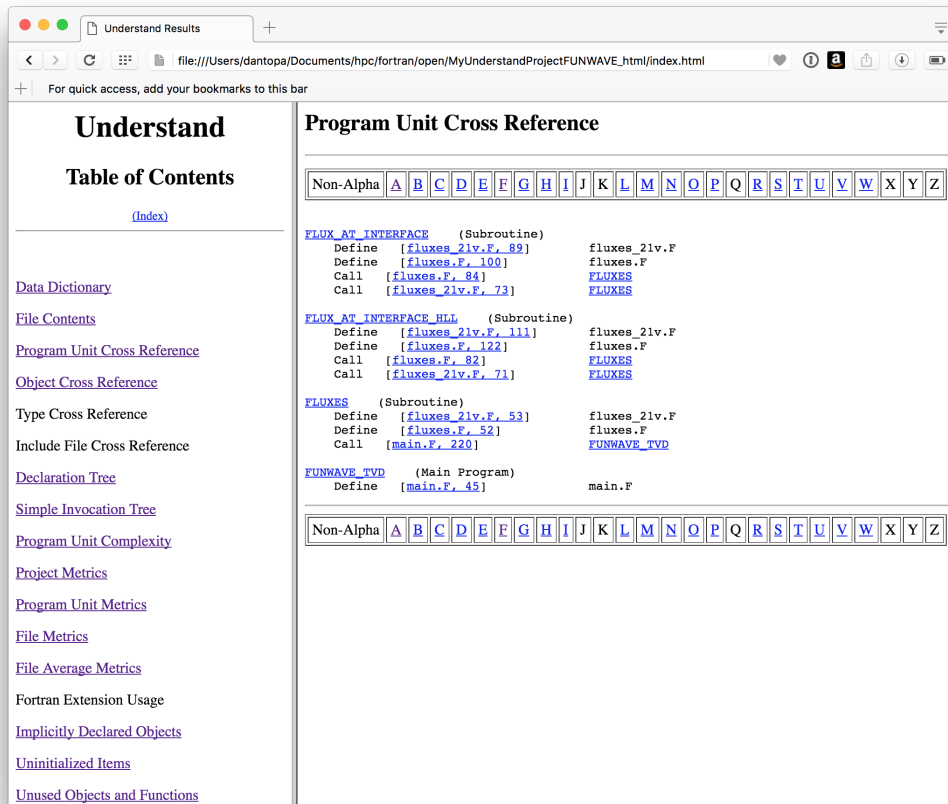 Understand Results
file:///Users/dantopa/Documents/hpc/fortran/open/MyUnderstandProjectFUNWAVE_html/index.html
For quick access, add your bookmarks to this bar
Understand
Table of Contents
(Index)
Data Dictionary
File Contents
Program Unit Cross Reference
Object Cross Reference
Type Cross Reference
Include File Cross Reference
Declaration Tree
Simple Invocation Tree
Program Unit Complexity
Project Metrics
Program Unit Metrics
File Metrics
File Average Metrics
Fortran Extension Usage
Implicitly Declared Objects
Uninitialized Items
Unused Objects and Functions
Program Unit Cross Reference
Non-Alpha A B C D E F G H I J K L M N O P Q R S T U V W X Y Z
FLUX_AT_INTERFACE (Subroutine)
Define [fluxes_21v.F, 89] fluxes_21v.F
Define [fluxes.F, 100] fluxes.F
Call [fluxes.F, 84] FLUXES
Call [fluxes_21v.F, 73] FLUXES
FLUX_AT_INTERFACE_HLL (Subroutine)
Define [fluxes_21v.F, 111] fluxes_21v.F
Define [fluxes.F, 122] fluxes.F
Call [fluxes.F, 82] FLUXES
Call [fluxes_21v.F, 71] FLUXES
FLUXES (Subroutine)
Define [fluxes_21v.F, 53] fluxes_21v.F
Define [fluxes.F, 52] fluxes.F
Call [main.F, 220] FUNWAVE_TVD
FUNWAVE_TVD (Main Program)
Define [main.F, 45] main.F
Non-Alpha A B C D E F G H I J K L M N O P Q R S T U V W X Y Z